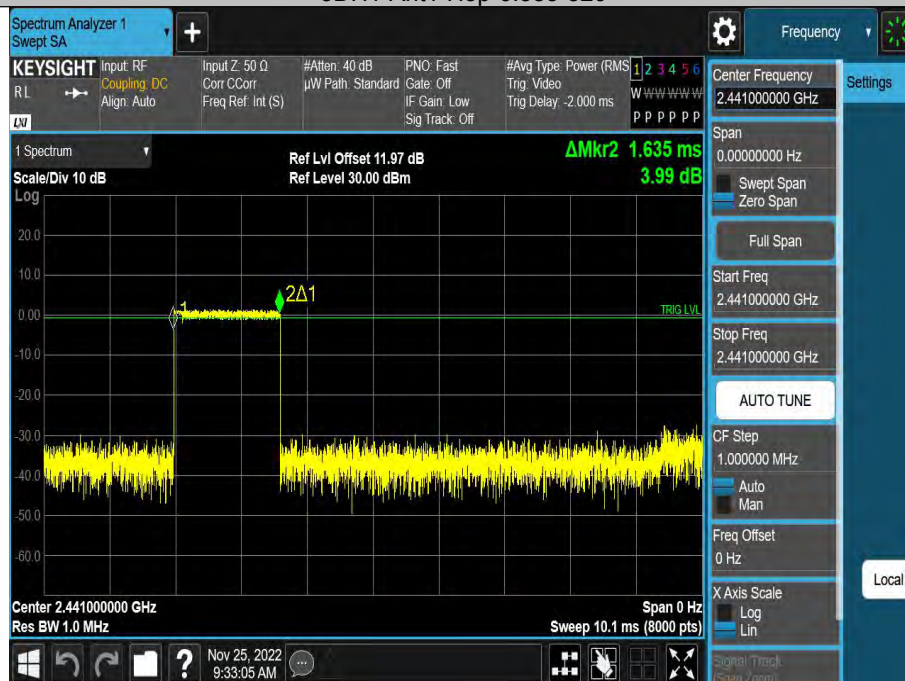 Spectrum Analyzer 1
Swept SA
+
Frequency
KEYSIGHT
RL
LXI
Input: RF
Coupling: DC
Align: Auto
Input Z: 50 Ω
Corr CCorr
Freq Ref: Int (S)
#Atten: 40 dB
µW Path: Standard
PNO: Fast
Gate: Off
IF Gain: Low
Sig Track: Off
#Avg Type: Power (RMS
Trig: Video
Trig Delay: -2.000 ms
1 2 3 4 5 6
W W W W W W
P P P P P P
1 Spectrum
Scale/Div 10 dB
Log
Ref Lvl Offset 11.97 dB
Ref Level 30.00 dBm
ΔMkr2 1.635 ms
3.99 dB
20.0
10.0
0.00
-10.0
-20.0
-30.0
-40.0
-50.0
-60.0
1
2Δ1
TRIG LVL
Center 2.441000000 GHz
Res BW 1.0 MHz
Span 0 Hz
Sweep 10.1 ms (8000 pts)
Center Frequency
2.441000000 GHz
Settings
Span
0.00000000 Hz
Swept Span
Zero Span
Full Span
Start Freq
2.441000000 GHz
Stop Freq
2.441000000 GHz
AUTO TUNE
CF Step
1.000000 MHz
Auto
Man
Freq Offset
0 Hz
Local
X Axis Scale
Log
Lin
Signal Track
(Span Zoom)
?
Nov 25, 2022
9:33:05 AM